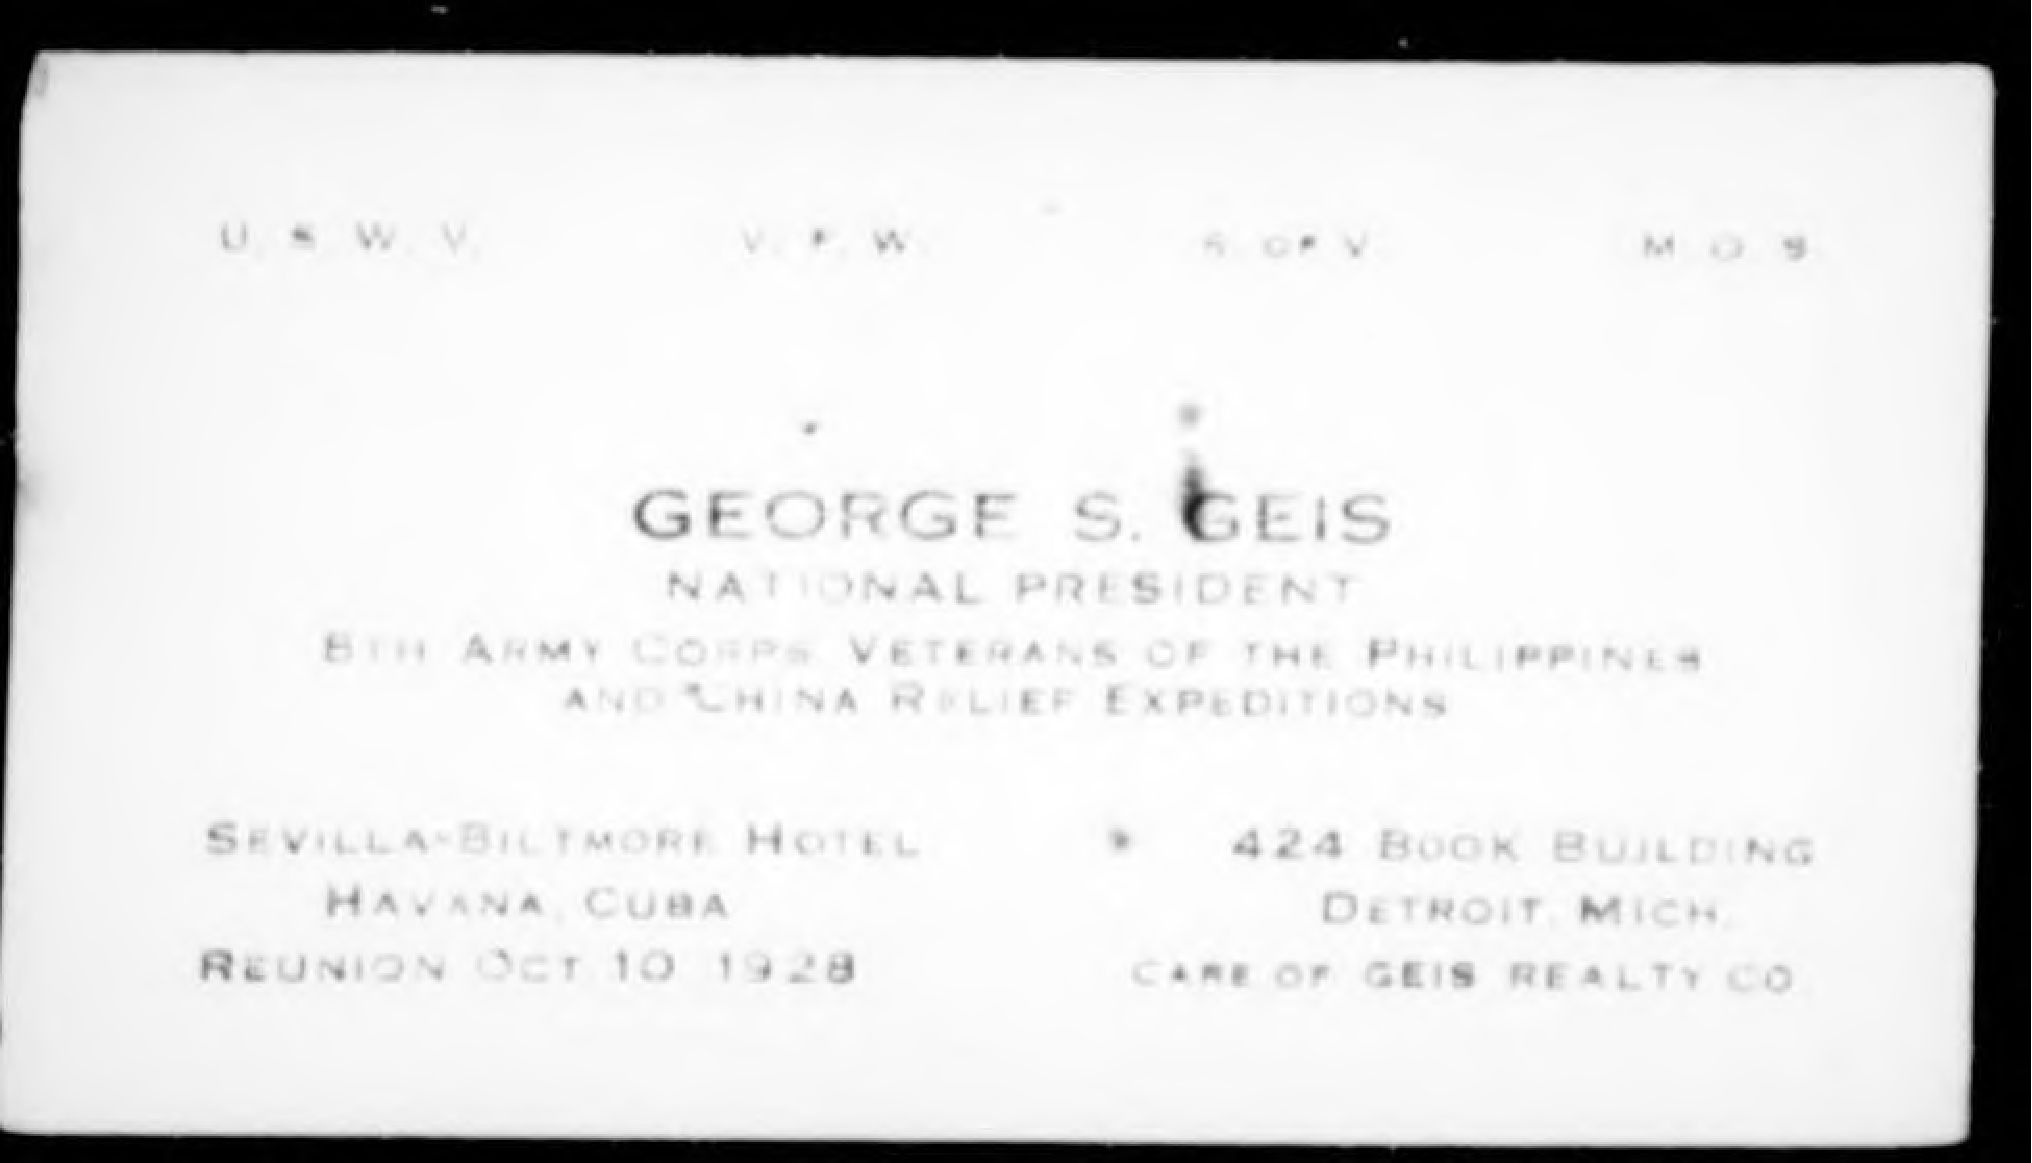 U. S. W. V. V. F. W. S. OF V. M. O. S.
GEORGE S. GEIS
NATIONAL PRESIDENT
8TH ARMY CORPS VETERANS OF THE PHILIPPINES
AND CHINA RELIEF EXPEDITIONS
SEVILLA-BILTMORE HOTEL
HAVANA, CUBA
REUNION OCT 10 1928
424 BOOK BUILDING
DETROIT, MICH.
CARE OF GEIS REALTY CO.